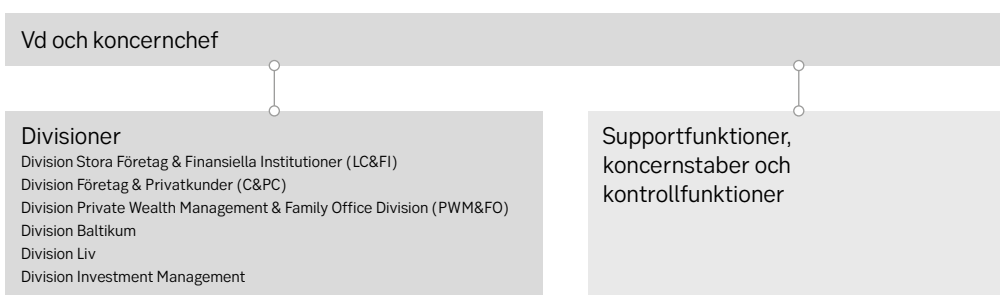 Vd och koncernchef
Divisioner
Division Stora Företag & Finansiella Institutioner (LC&FI)
Division Företag & Privatkunder (C&PC)
Division Private Wealth Management & Family Office Division (PWM&FO)
Division Baltikum
Division Liv
Division Investment Management
Supportfunktioner,
koncernstaber och
kontrollfunktioner